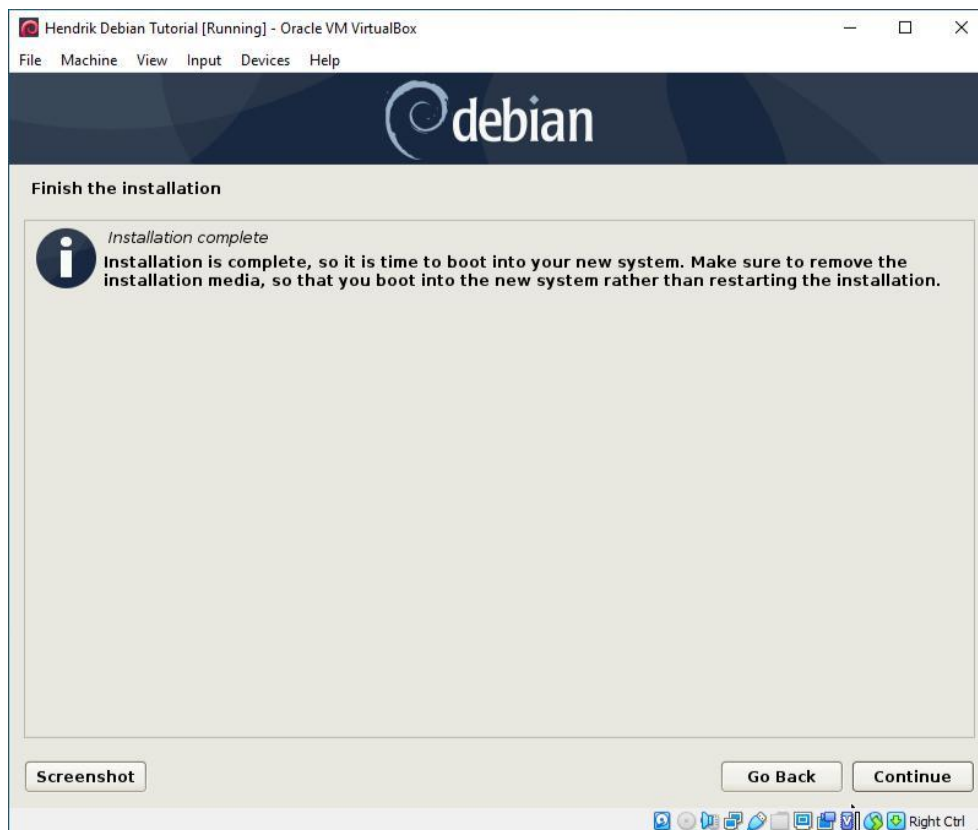 Hendrik Debian Tutorial [Running] - Oracle VM VirtualBox
File Machine View Input Devices Help
debian
Finish the installation
Installation complete
Installation is complete, so it is time to boot into your new system. Make sure to remove the
installation media, so that you boot into the new system rather than restarting the installation.
Screenshot Go Back Continue
Right Ctrl